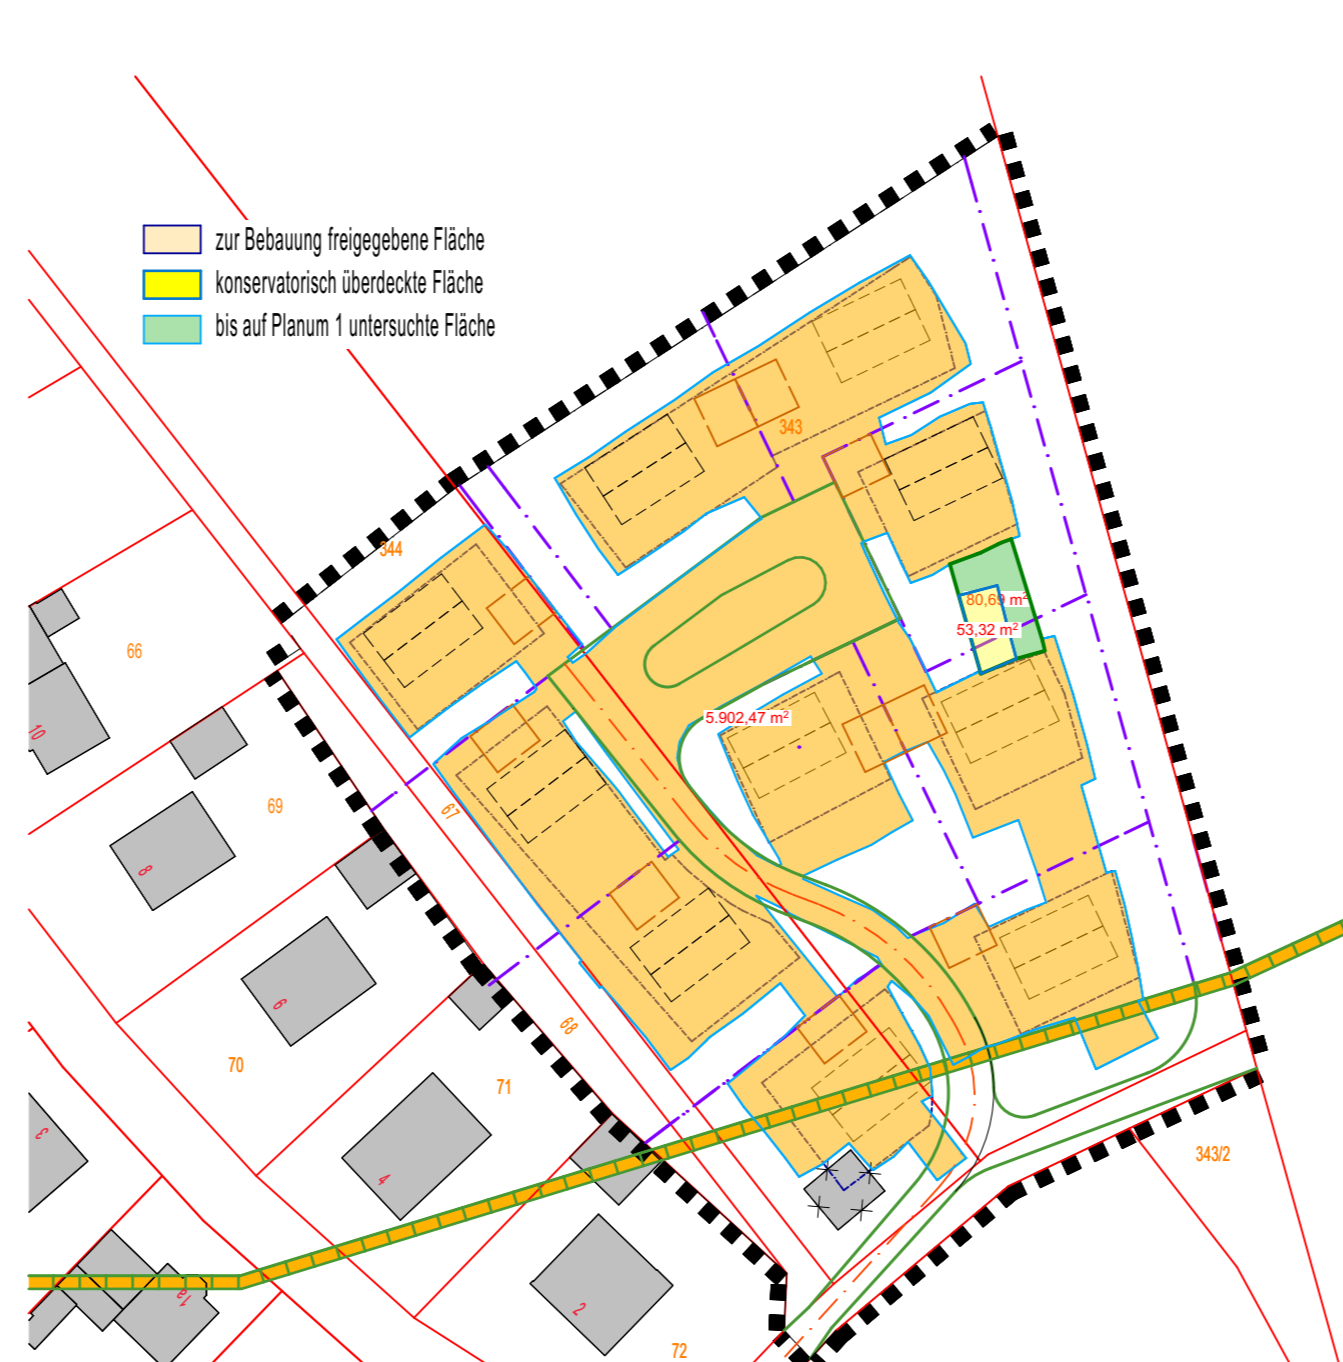 zur Bebauung freigegebene Fläche
konservatorisch überdeckte Fläche
bis auf Planum 1 untersuchte Fläche
343
344
80,69 m²
53,32 m²
66
10
5.902,47 m²
69
67
8
6
68
70
71
3
4
343/2
1a
2
72